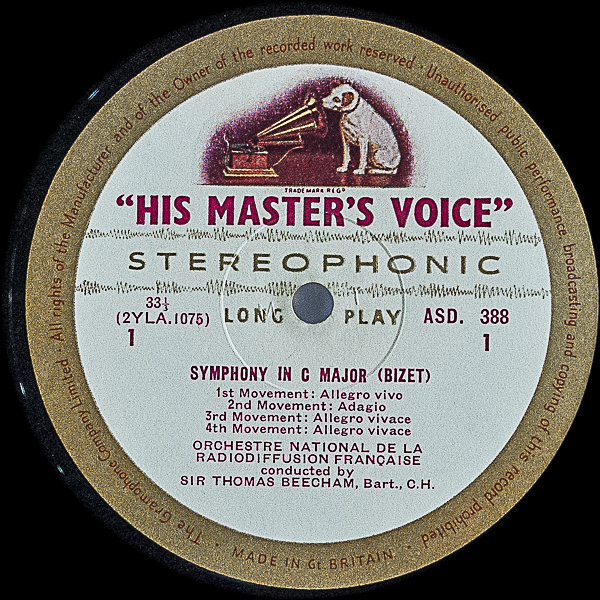 All rights of the Manufacturer and of the Owner of the recorded work reserved · Unauthorised public performance broadcasting and copying of this record prohibited
TRADEMARK REGD
“HIS MASTER'S VOICE”
STEREOPHONIC
33⅓
(2YLA.1075) LONG PLAY ASD. 388
1 1
SYMPHONY IN C MAJOR (BIZET)
1st Movement: Allegro vivo
2nd Movement: Adagio
3rd Movement: Allegro vivace
4th Movement: Allegro vivace
ORCHESTRE NATIONAL DE LA
RADIODIFFUSION FRANÇAISE
conducted by
SIR THOMAS BEECHAM, Bart., C.H.
The Gramophone Company Limited
· MADE IN Gt. BRITAIN ·